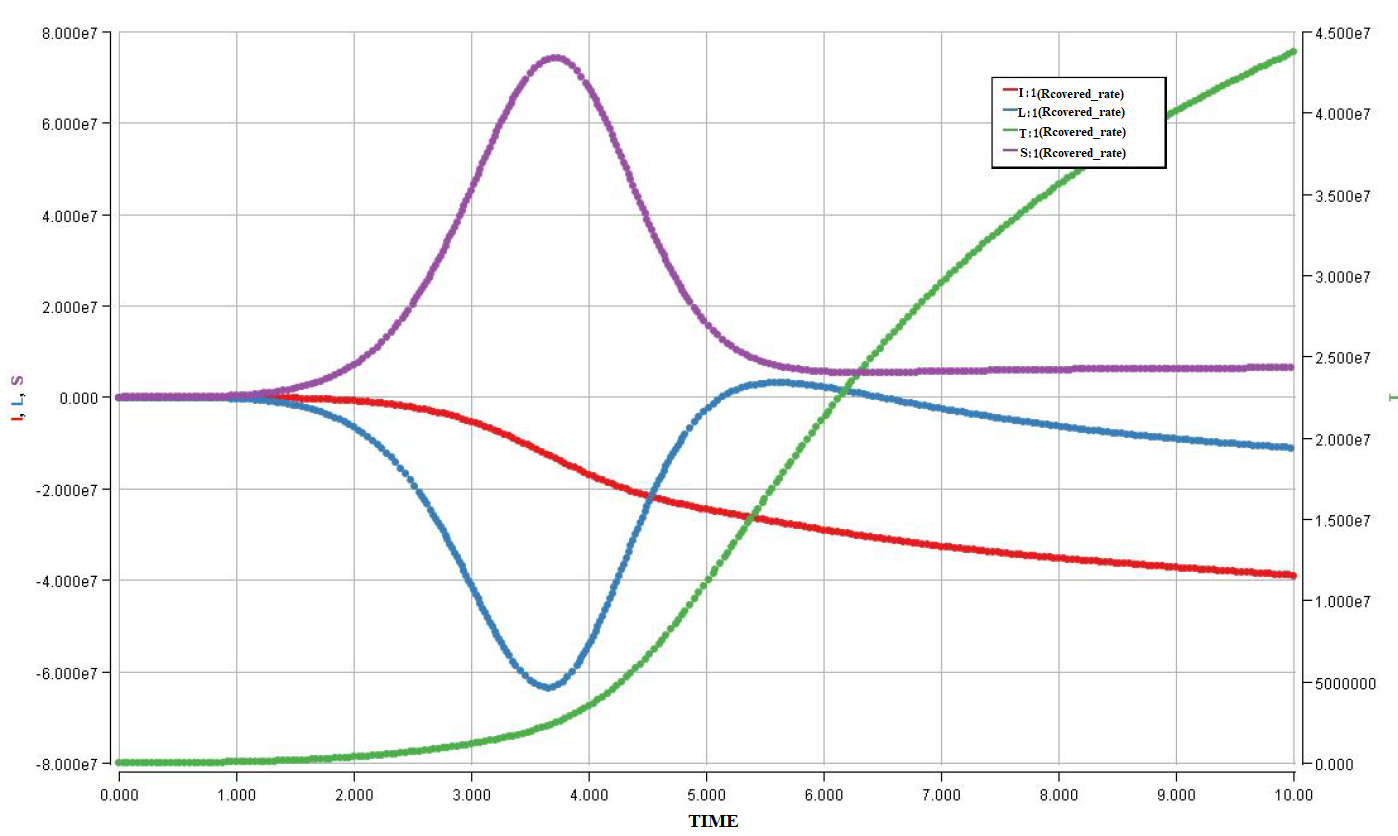 8.000e7
6.000e7
4.000e7
2.000e7
0.000
-2.000e7
-4.000e7
-6.000e7
-8.000e7
I, L, S
4.500e7
4.000e7
3.500e7
3.000e7
2.500e7
2.000e7
1.500e7
1.000e7
5000000
0.000
T
I:1(Rcovered_rate)
L:1(Rcovered_rate)
T:1(Rcovered_rate)
S:1(Rcovered_rate)
0.000 1.000 2.000 3.000 4.000 5.000 6.000 7.000 8.000 9.000 10.00
TIME